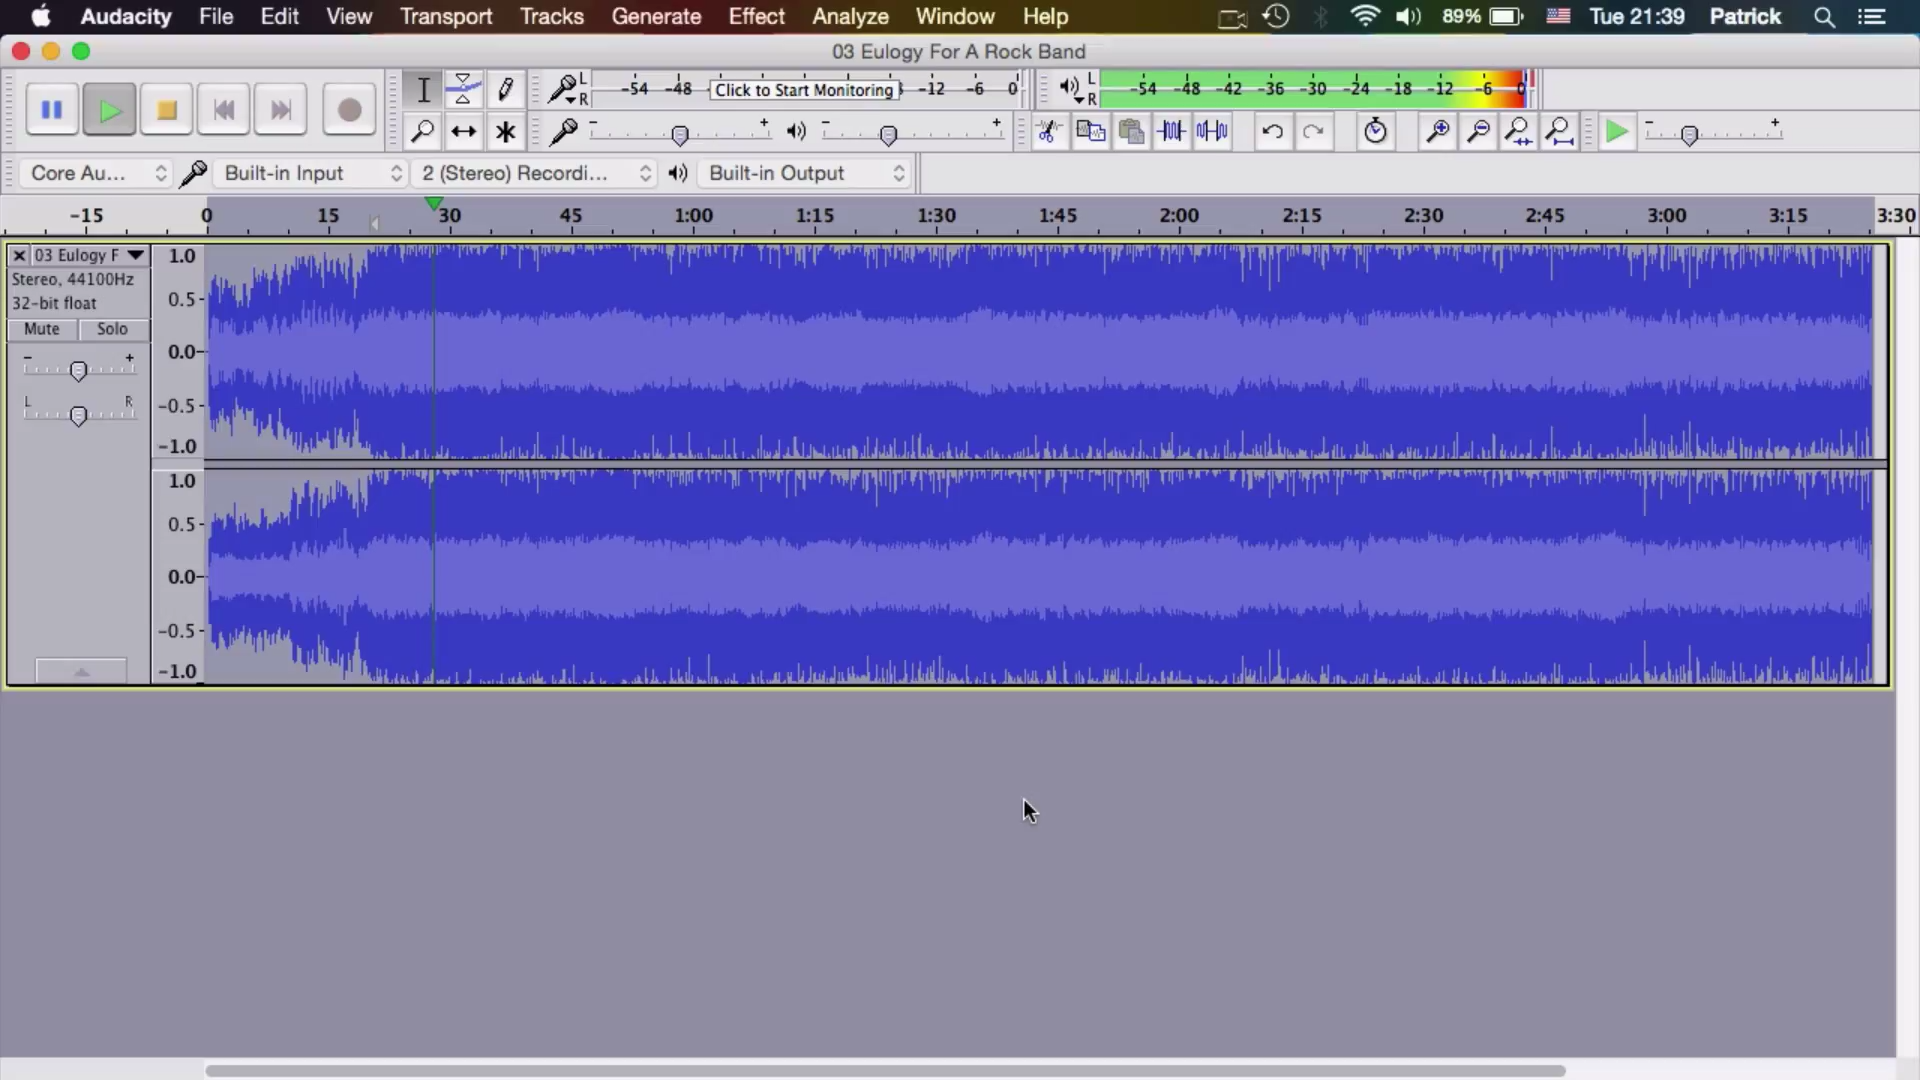 Audacity File Edit View Transport Tracks Generate Effect Analyze Window Help 89% Tue 21:39 Patrick
03 Eulogy For A Rock Band
L R -54 -48 Click to Start Monitoring -12 -6 0 L R -54 -48 -42 -36 -30 -24 -18 -12 -6 0
Core Au... Built-in Input 2 (Stereo) Recordi... Built-in Output
-15 0 15 30 45 1:00 1:15 1:30 1:45 2:00 2:15 2:30 2:45 3:00 3:15 3:30
03 Eulogy F 1.0
Stereo, 44100Hz
32-bit float 0.5
Mute Solo
- + 0.0
L R -0.5
-1.0
1.0
0.5
0.0
-0.5
-1.0